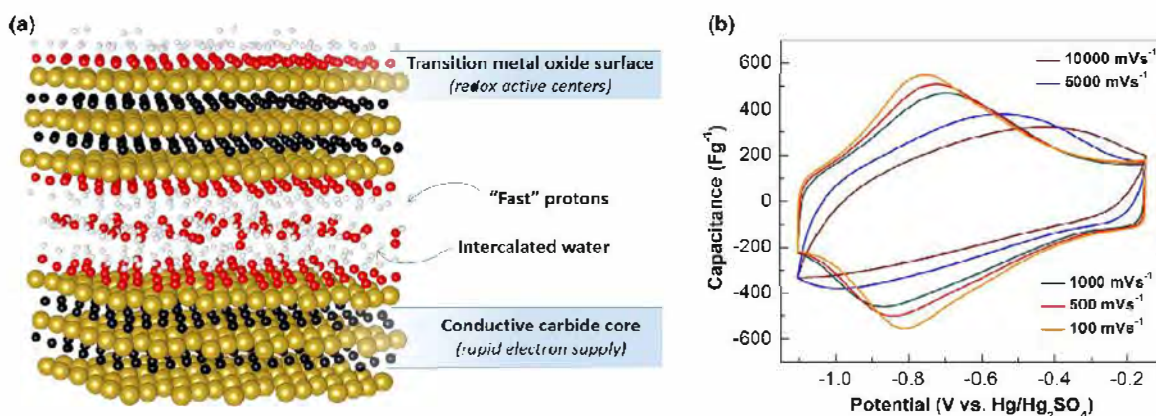 (a)
Transition metal oxide surface
(redox active centers)
"Fast" protons
Intercalated water
Conductive carbide core
(rapid electron supply)
(b)
10000 mVs⁻¹
5000 mVs⁻¹
600
400
200
0
-200
-400
-600
Capacitance (Fg⁻¹)
1000 mVs⁻¹
500 mVs⁻¹
100 mVs⁻¹
-1.0 -0.8 -0.6 -0.4 -0.2
Potential (V vs. Hg/Hg₂SO₄)